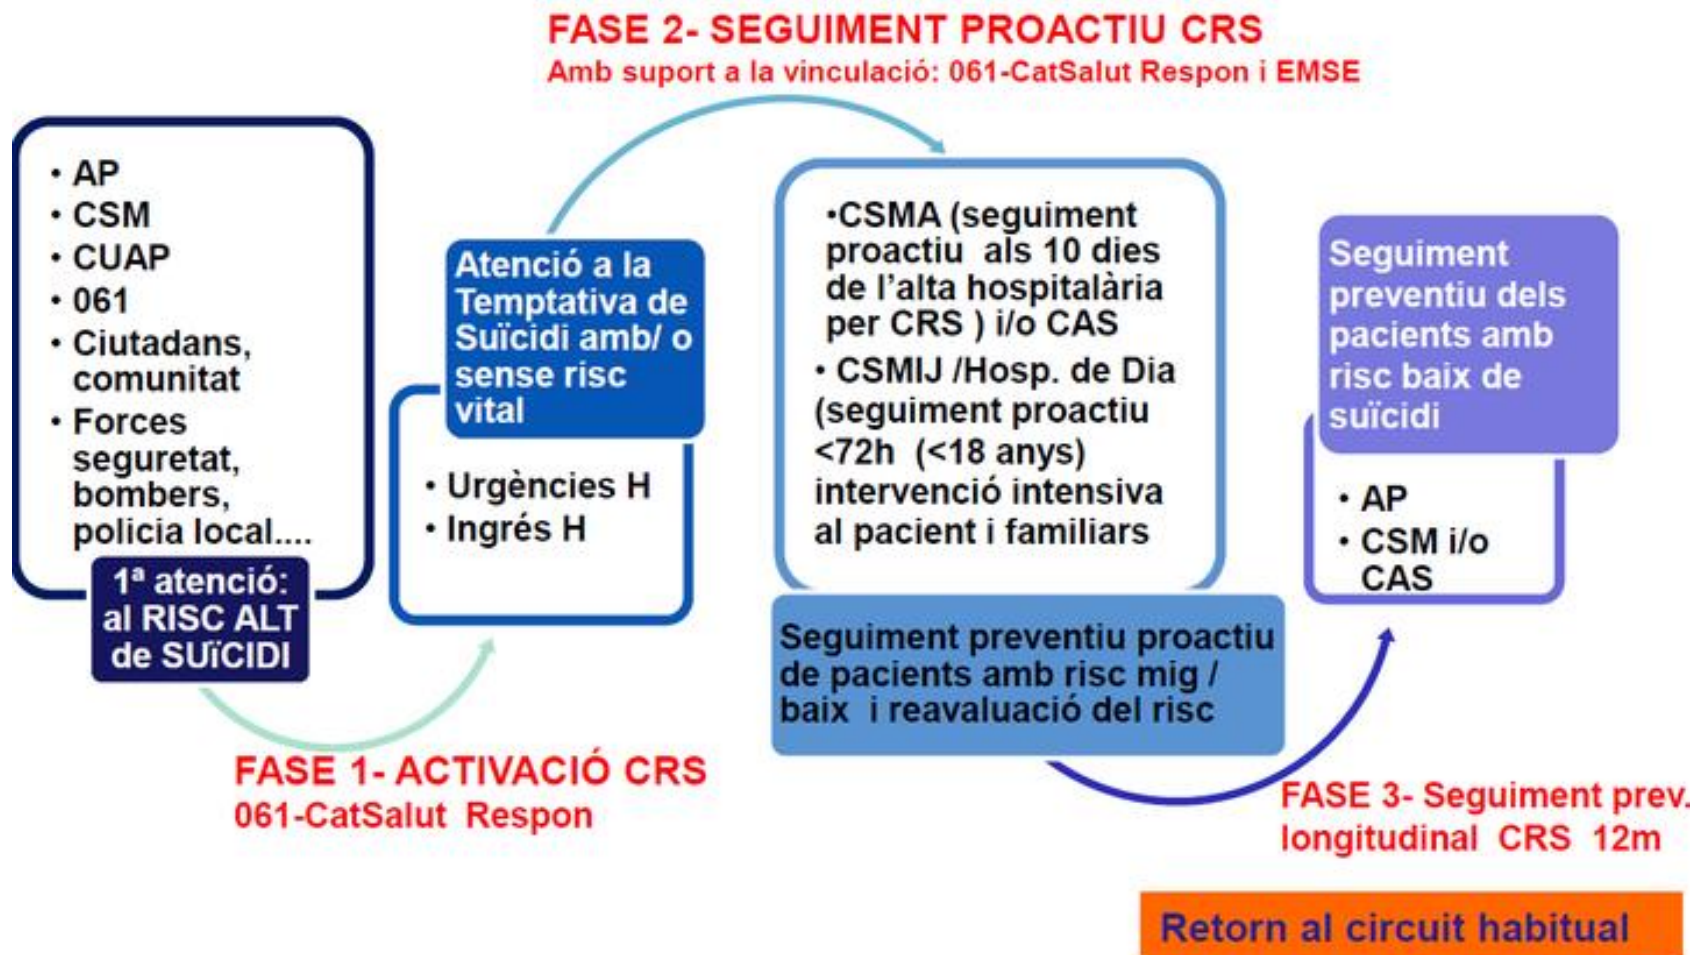 FASE 2- SEGUIMENT PROACTIU CRS
Amb suport a la vinculació: 061-CatSalut Respon i EMSE
• AP
• CSM
• CUAP
• 061
• Ciutadans,
comunitat
• Forces
seguretat,
bombers,
policia local....
1ª atenció:
al RISC ALT
de SUïCIDI
FASE 1- ACTIVACIÓ CRS
061-CatSalut Respon
Atenció a la
Temptativa de
Suïcidi amb/ o
sense risc
vital
• Urgències H
• Ingrés H
•CSMA (seguiment
proactiu als 10 dies
de l’alta hospitalària
per CRS ) i/o CAS
• CSMIJ /Hosp. de Dia
(seguiment proactiu
<72h (<18 anys)
intervenció intensiva
al pacient i familiars
Seguiment preventiu proactiu
de pacients amb risc mig /
baix i reavaluació del risc
Seguiment
preventiu dels
pacients amb
risc baix de
suïcidi
• AP
• CSM i/o
CAS
FASE 3- Seguiment prev.
longitudinal CRS 12m
Retorn al circuit habitual